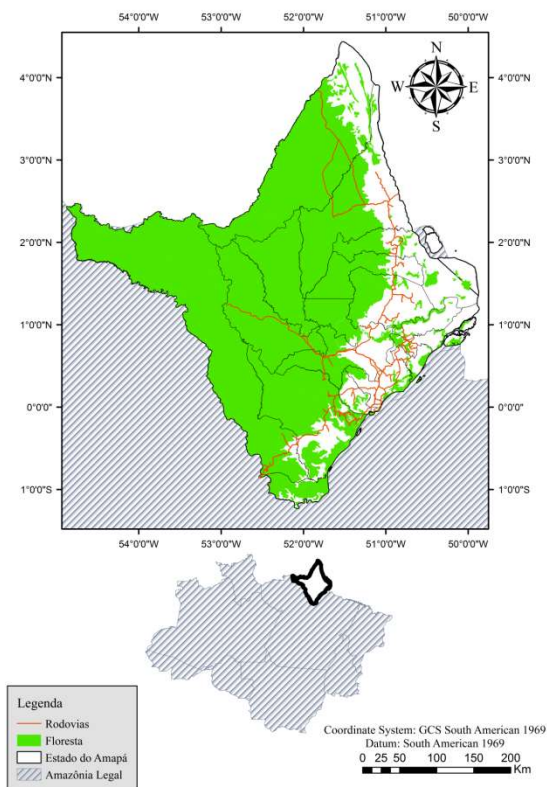 54°0'0"W 53°0'0"W 52°0'0"W 51°0'0"W 50°0'0"W
N
W E
S
4°0'0"N 4°0'0"N
3°0'0"N 3°0'0"N
2°0'0"N 2°0'0"N
1°0'0"N 1°0'0"N
0°0'0" 0°0'0"
1°0'0"S 1°0'0"S
54°0'0"W 53°0'0"W 52°0'0"W 51°0'0"W 50°0'0"W
Legenda
Rodovias
Floresta
Estado do Amapá
Amazônia Legal
Coordinate System: GCS South American 1969
Datum: South American 1969
0 25 50 100 150 200
Km